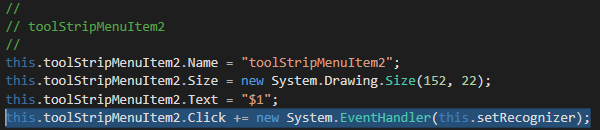 //
// toolStripMenuItem2
//
this.toolStripMenuItem2.Name = "toolStripMenuItem2";
this.toolStripMenuItem2.Size = new System.Drawing.Size(152, 22);
this.toolStripMenuItem2.Text = "$1";
this.toolStripMenuItem2.Click += new System.EventHandler(this.setRecognizer);